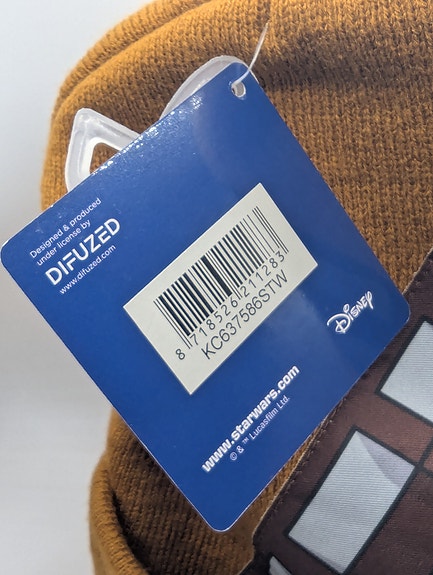 Designed & produced
under license by
DIFUZED
www.difuzed.com
8 718526 211283
KC637586STW
Disney
www.starwars.com
© & ™ Lucasfilm Ltd.